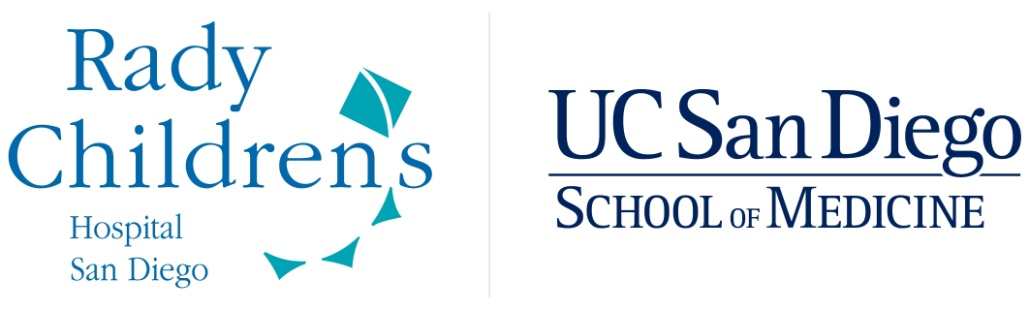 Rady
Children's
Hospital
San Diego
UC San Diego
SCHOOL OF MEDICINE